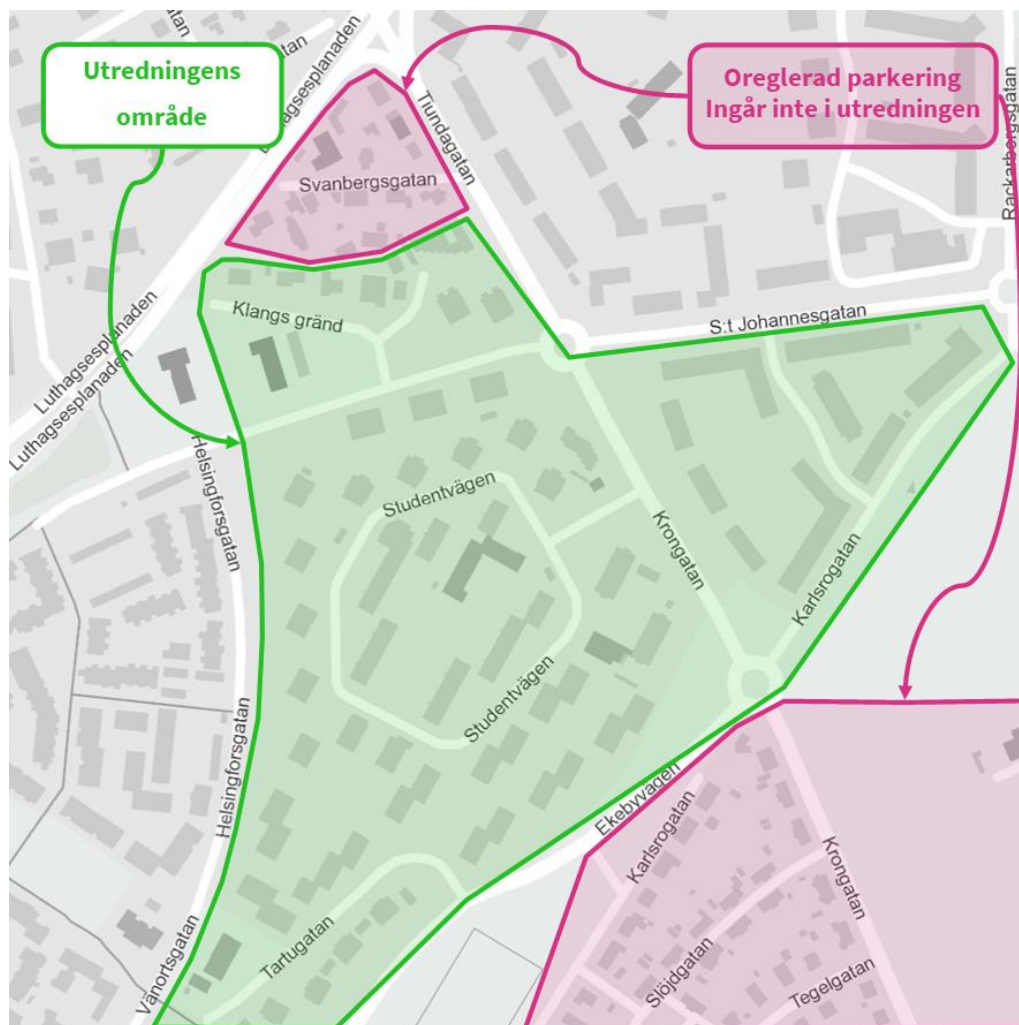 Utredningens
område
Oreglerad parkering
Ingår inte i utredningen
Luthagsesplanaden
Tiundagatan
Rackarbergsgatan
Svanbergsgatan
Klangs gränd
S:t Johannesgatan
Luthagsesplanaden
Luthagsesplanaden
Helsingforsgatan
Studentvägen
Krongatan
Karlsrogatan
Studentvägen
Helsingforsgatan
Ekebyvägen
Karlsrogatan
Krongatan
Vänortsgatan
Tartugatan
Slöjdgatan
Tegelgatan